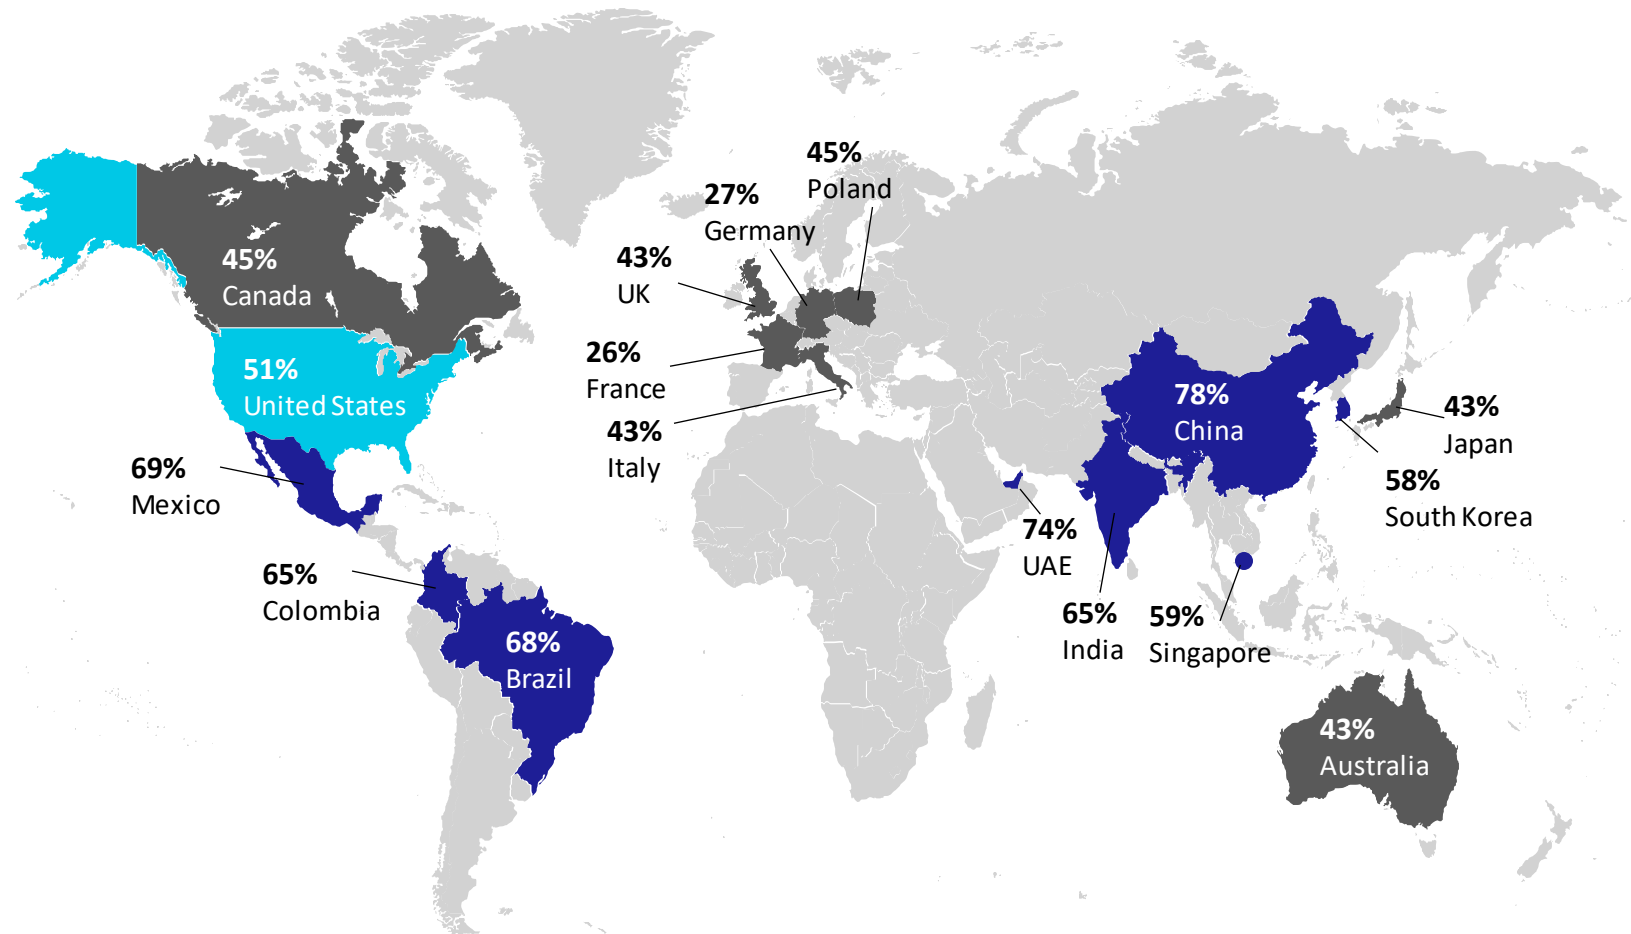 45%
Poland
27%
Germany
43%
UK
45%
Canada
26%
France
51%
United States
43%
Italy
78%
China
43%
Japan
69%
Mexico
58%
South Korea
74%
UAE
65%
Colombia
65%
India
59%
Singapore
68%
Brazil
43%
Australia